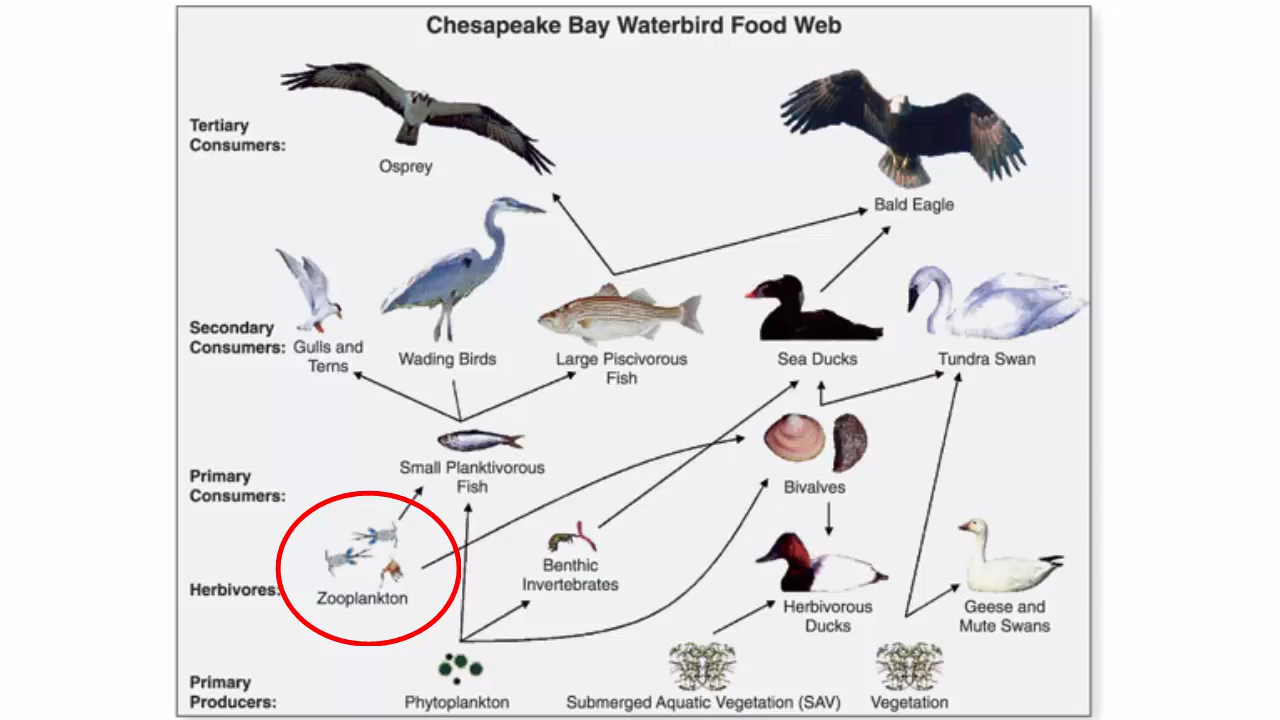 Chesapeake Bay Waterbird Food Web
Tertiary
Consumers:
Osprey
Bald Eagle
Secondary
Consumers:
Gulls and
Terns
Wading Birds
Large Piscivorous
Fish
Sea Ducks
Tundra Swan
Primary
Consumers:
Small Planktivorous
Fish
Bivalves
Herbivores:
Zooplankton
Benthic
Invertebrates
Herbivorous
Ducks
Geese and
Mute Swans
Primary
Producers:
Phytoplankton
Submerged Aquatic Vegetation (SAV)
Vegetation